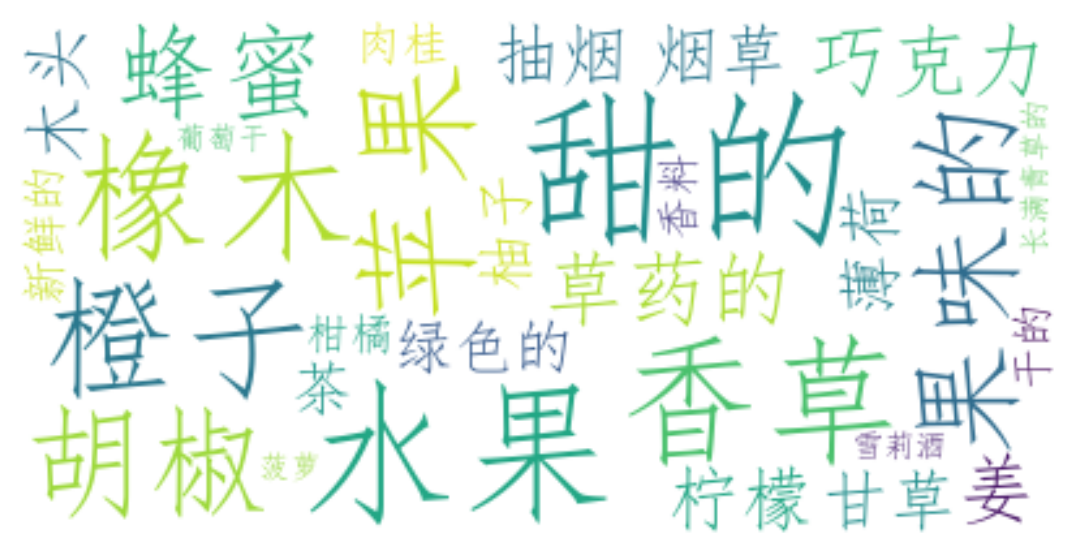 木头
蜂蜜
肉桂
抽烟 烟草
巧克力
葡萄干
苹果
甜的
果味的
长满青草的
橡木
新鲜的
柚子
香料
薄荷
草药的
橙子
柑橘
绿色的
干的
茶
水果
香草
胡椒
菠萝
雪莉酒
柠檬
甘草
姜